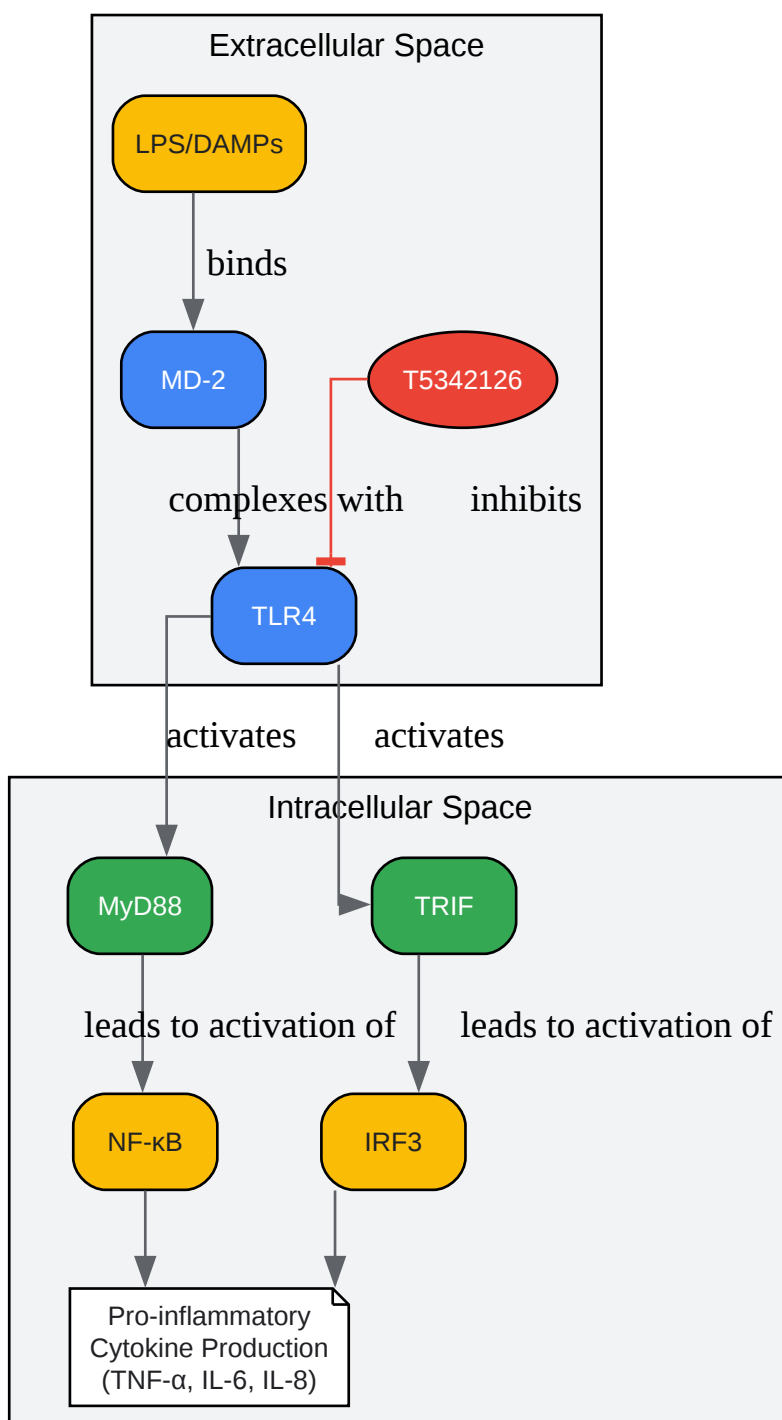 Extracellular Space
LPS/DAMPs
binds
MD-2
T5342126
complexes with
inhibits
TLR4
activates
activates
Intracellular Space
MyD88
TRIF
leads to activation of
leads to activation of
NF-κB
IRF3
Pro-inflammatory
Cytokine Production
(TNF-α, IL-6, IL-8)